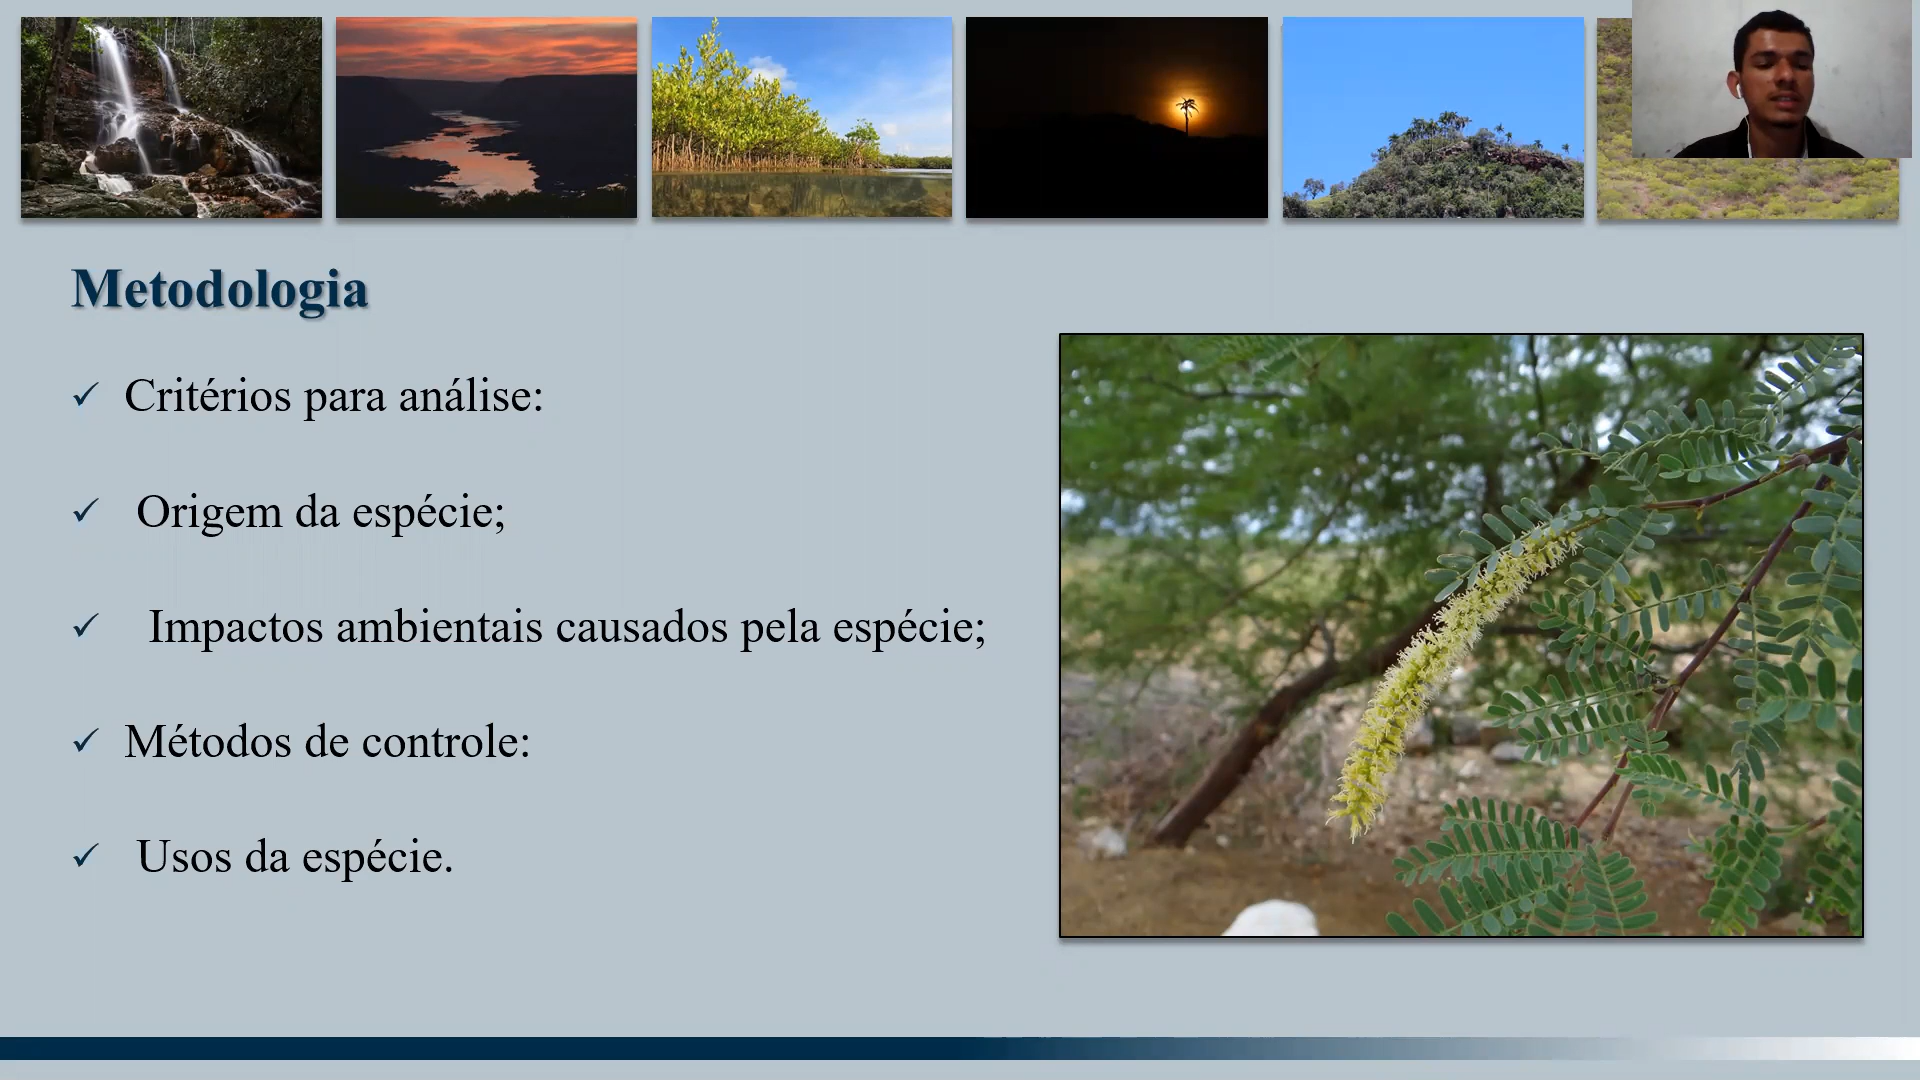 Metodologia
✓ Critérios para análise:
✓ Origem da espécie;
✓ Impactos ambientais causados pela espécie;
✓ Métodos de controle:
✓ Usos da espécie.